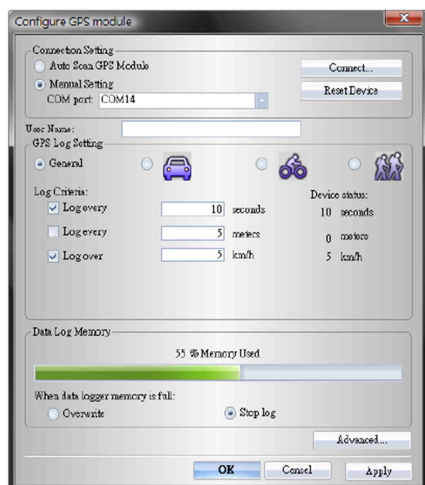 Configure GPS module
Connection Setting
Auto Scan GPS Module
Connect...
Manual Setting
Reset Device
COM port: COM14
User Name:
GPS Log Setting
General
Log Criteria:
Device status:
Log every 10 seconds 10 seconds
Log every 5 meters 0 meters
Log over 5 km/h 5 km/h
Data Log Memory
55 % Memory Used
When data logger memory is full:
Overwrite Stop log
Advanced...
OK Cancel Apply